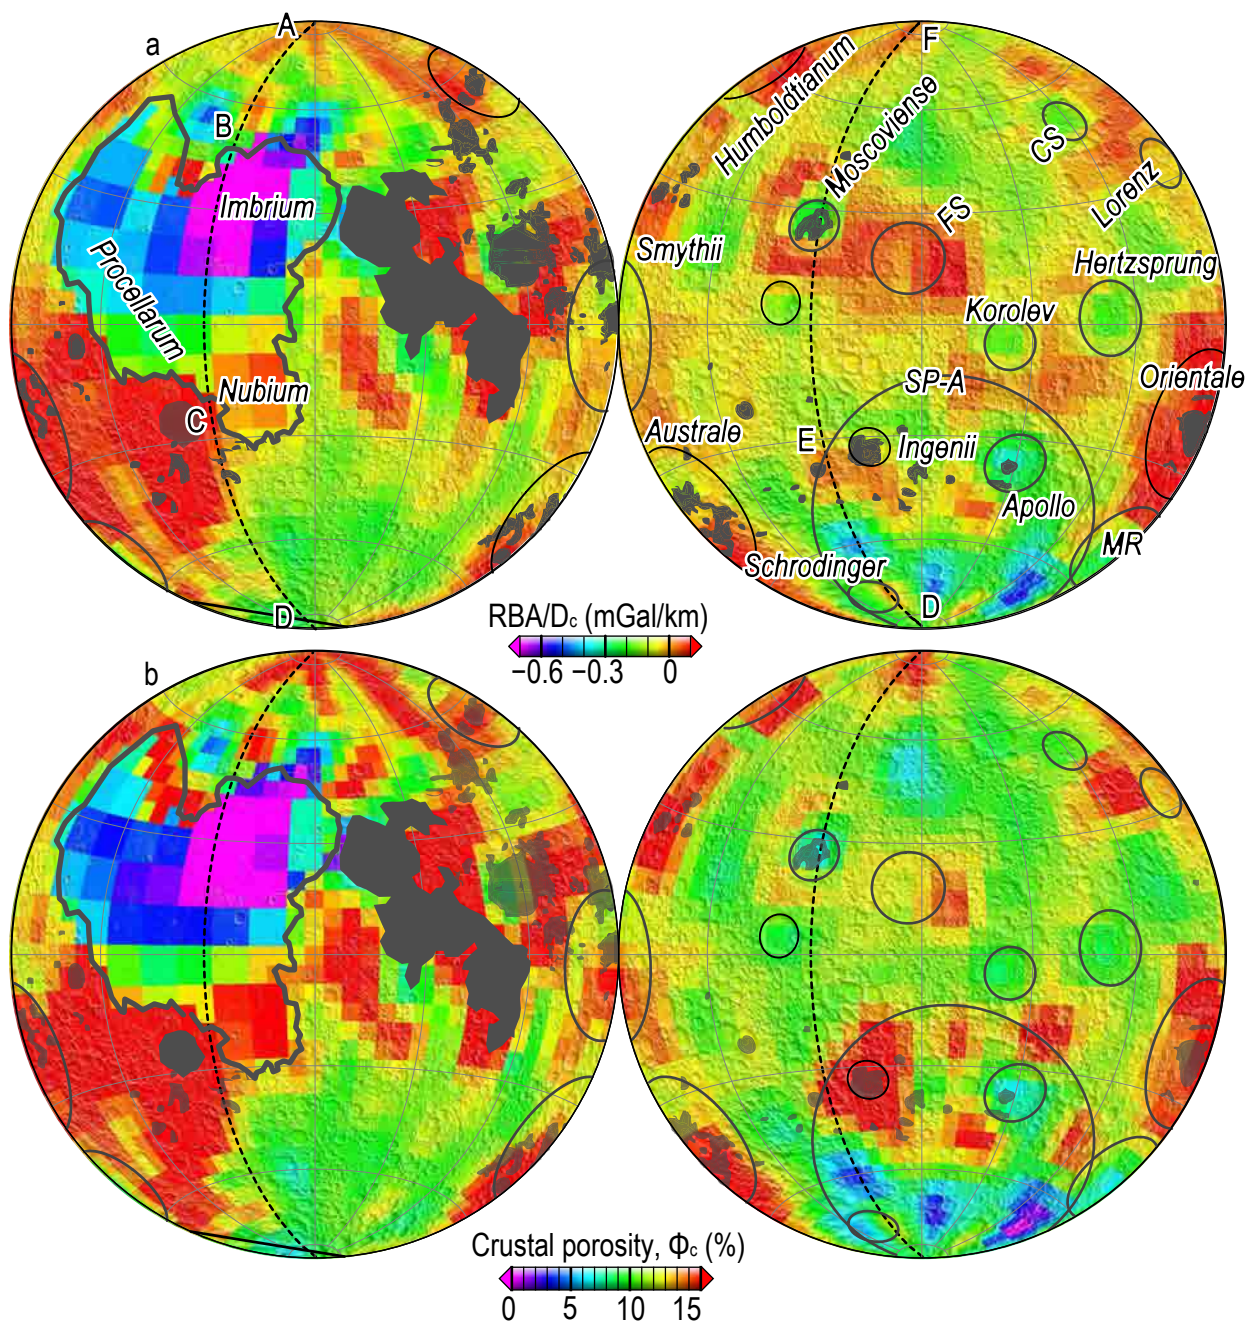 a
A
F
B
Humboldtianum
Moscoviense
CS
Imbrium
FS
Lorenz
Procellarum
Smythii
Hertzsprung
Korolev
Nubium
SP-A
Orientale
C
Australe
E
Ingenii
Apollo
MR
Schrodinger
D
D
RBA/Dc (mGal/km)
−0.6 −0.3 0
b
Crustal porosity, Φc (%)
0 5 10 15